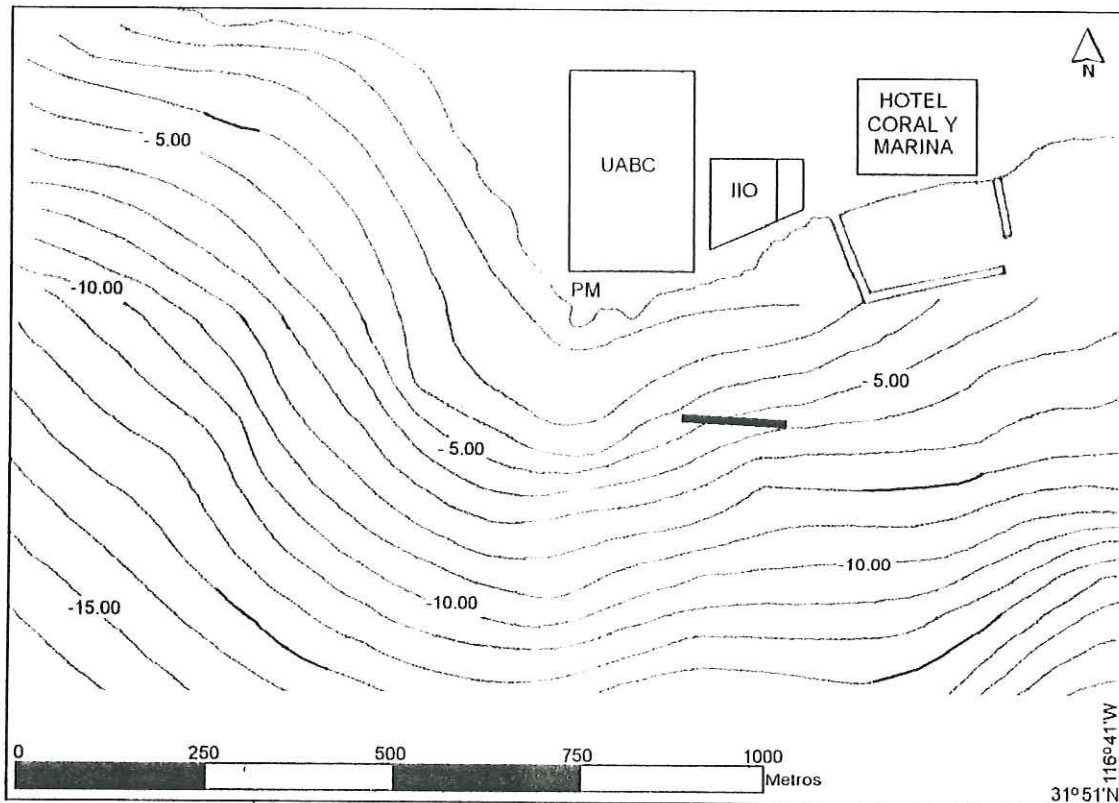 N
HOTEL
CORAL Y
MARINA
- 5.00
UABC
IIO
-10.00
PM
- 5.00
- 5.00
-10.00
-10.00
-15.00
0 250 500 750 1000
Metros
116°41'W
31°51'N